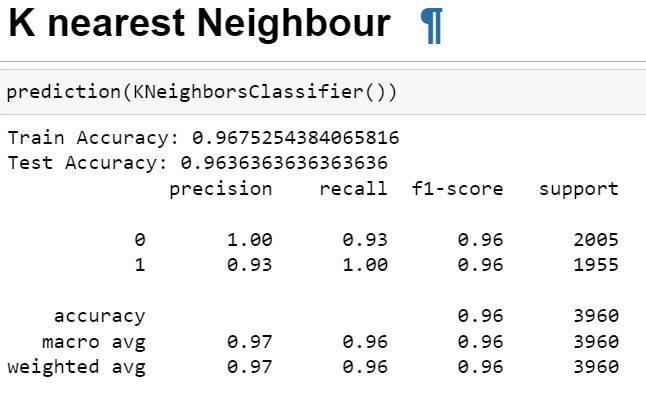 K nearest Neighbour ¶
prediction(KNeighborsClassifier())
Train Accuracy: 0.9675254384065816
Test Accuracy: 0.9636363636363636
precision recall f1-score support
0 1.00 0.93 0.96 2005
1 0.93 1.00 0.96 1955
accuracy 0.96 3960
macro avg 0.97 0.96 0.96 3960
weighted avg 0.97 0.96 0.96 3960